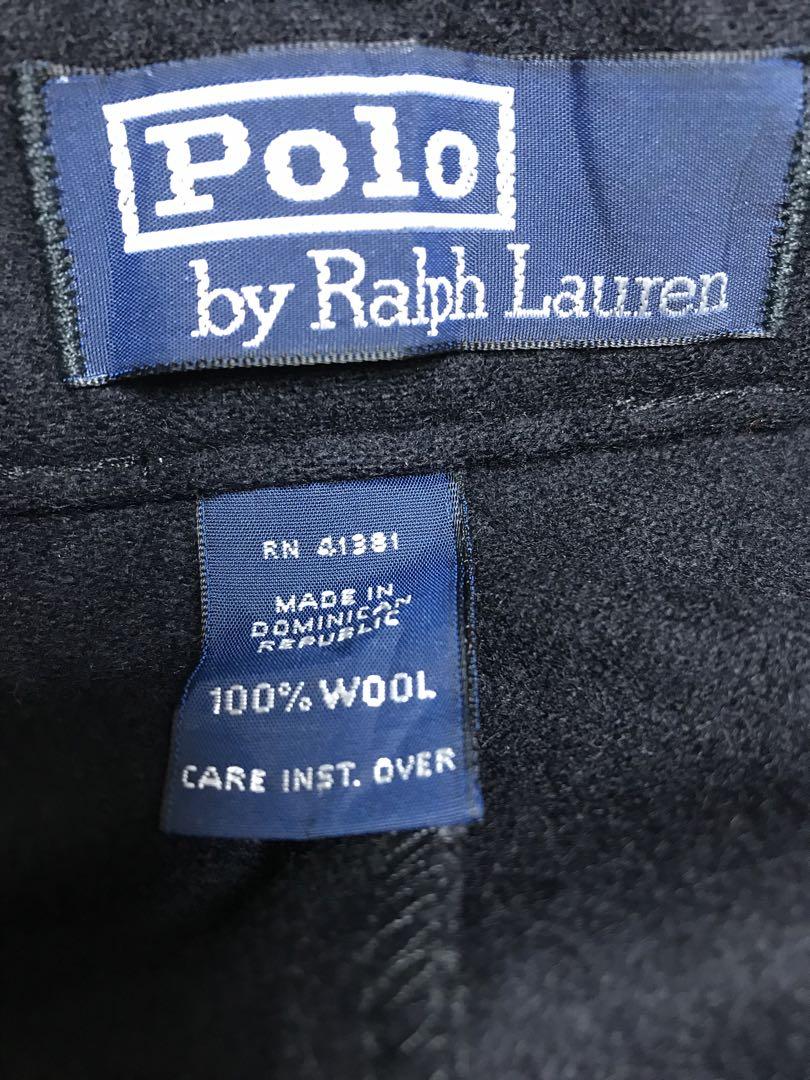 Polo
by Ralph Lauren
RN 41381
MADE IN
DOMINICAN
REPUBLIC
100% WOOL
CARE INST. OVER